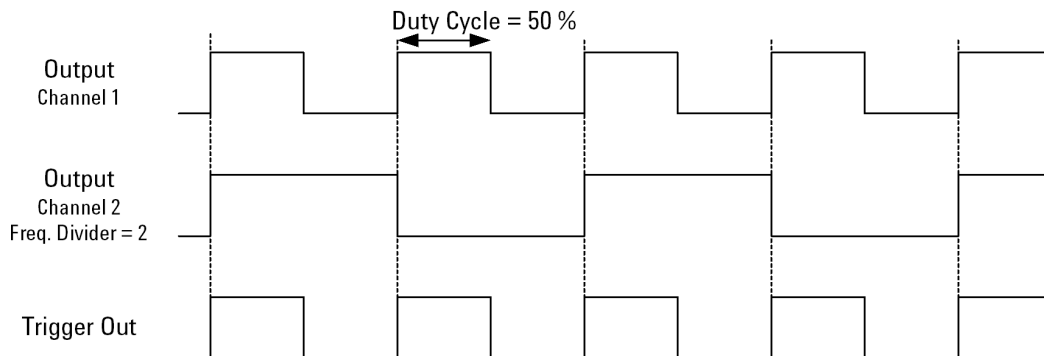 Duty Cycle = 50 %
Output
Channel 1
Output
Channel 2
Freq. Divider = 2
Trigger Out